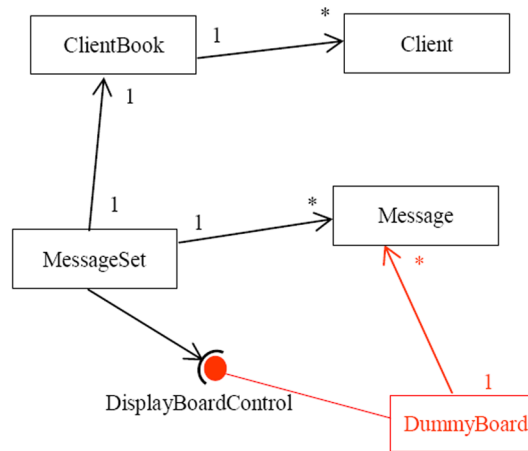 ClientBook
1
*
Client
1
1
1
*
Message
MessageSet
*
DisplayBoardControl
1
DummyBoard